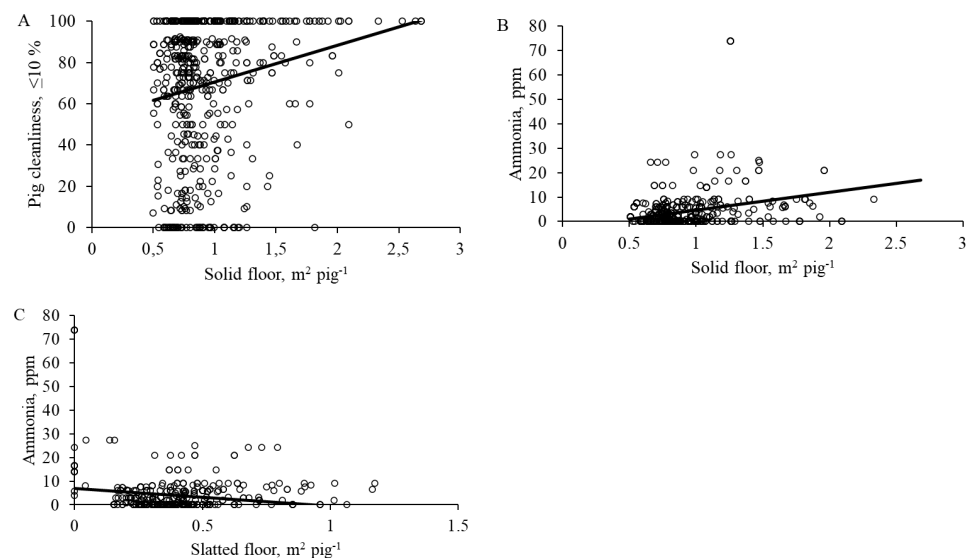 A
Pig cleanliness, ≤10 %
100
80
60
40
20
0
0 0,5 1 1,5 2 2,5 3
Solid floor, m² pig⁻¹
B
Ammonia, ppm
80
70
60
50
40
30
20
10
0
0 0.5 1 1.5 2 2.5 3
Solid floor, m² pig⁻¹
C
Ammonia, ppm
80
70
60
50
40
30
20
10
0
0 0.5 1 1.5
Slatted floor, m² pig⁻¹